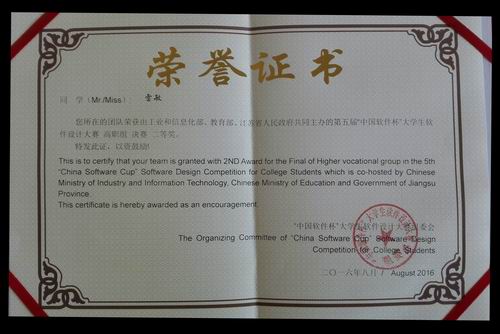 荣誉证书
同 学（Mr./Miss）： 雪敏
您所在的团队荣获由工业和信息化部、教育部、江苏省人民政府共同主办的第五届“中国软件杯”大学生软
件设计大赛 高职组 决赛 二等奖。
特发此证，以资鼓励!
This is to certify that your team is granted with 2ND Award for the Final of Higher vocational group in the 5th
“China Software Cup” Software Design Competition for College Students which is co-hosted by Chinese
Ministry of Industry and Information Technology, Chinese Ministry of Education and Government of Jiangsu
Province.
This certificate is hereby awarded as an encouragement.
“中国软件杯”大学生软件设计大赛组委会
The Organizing Committee of “China Software Cup” Software Design
Competition for College Students
二〇一六年八月 / August 2016